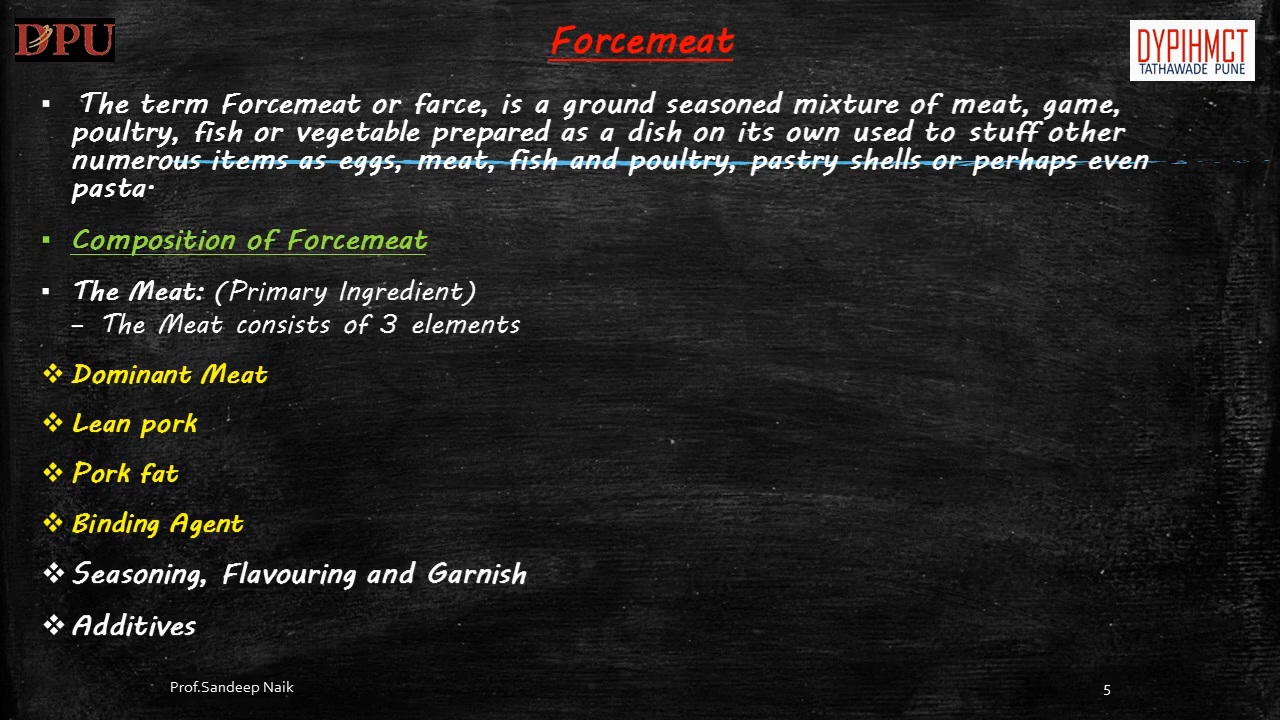 DPU
Forcemeat
DYPIHMCT
TATHAWADE PUNE
▪ The term Forcemeat or farce, is a ground seasoned mixture of meat, game,
poultry, fish or vegetable prepared as a dish on its own used to stuff other
numerous items as eggs, meat, fish and poultry, pastry shells or perhaps even
pasta.
▪ Composition of Forcemeat
▪ The Meat: (Primary Ingredient)
– The Meat consists of 3 elements
❖ Dominant Meat
❖ Lean pork
❖ Pork fat
❖ Binding Agent
❖ Seasoning, Flavouring and Garnish
❖ Additives
Prof.Sandeep Naik
5